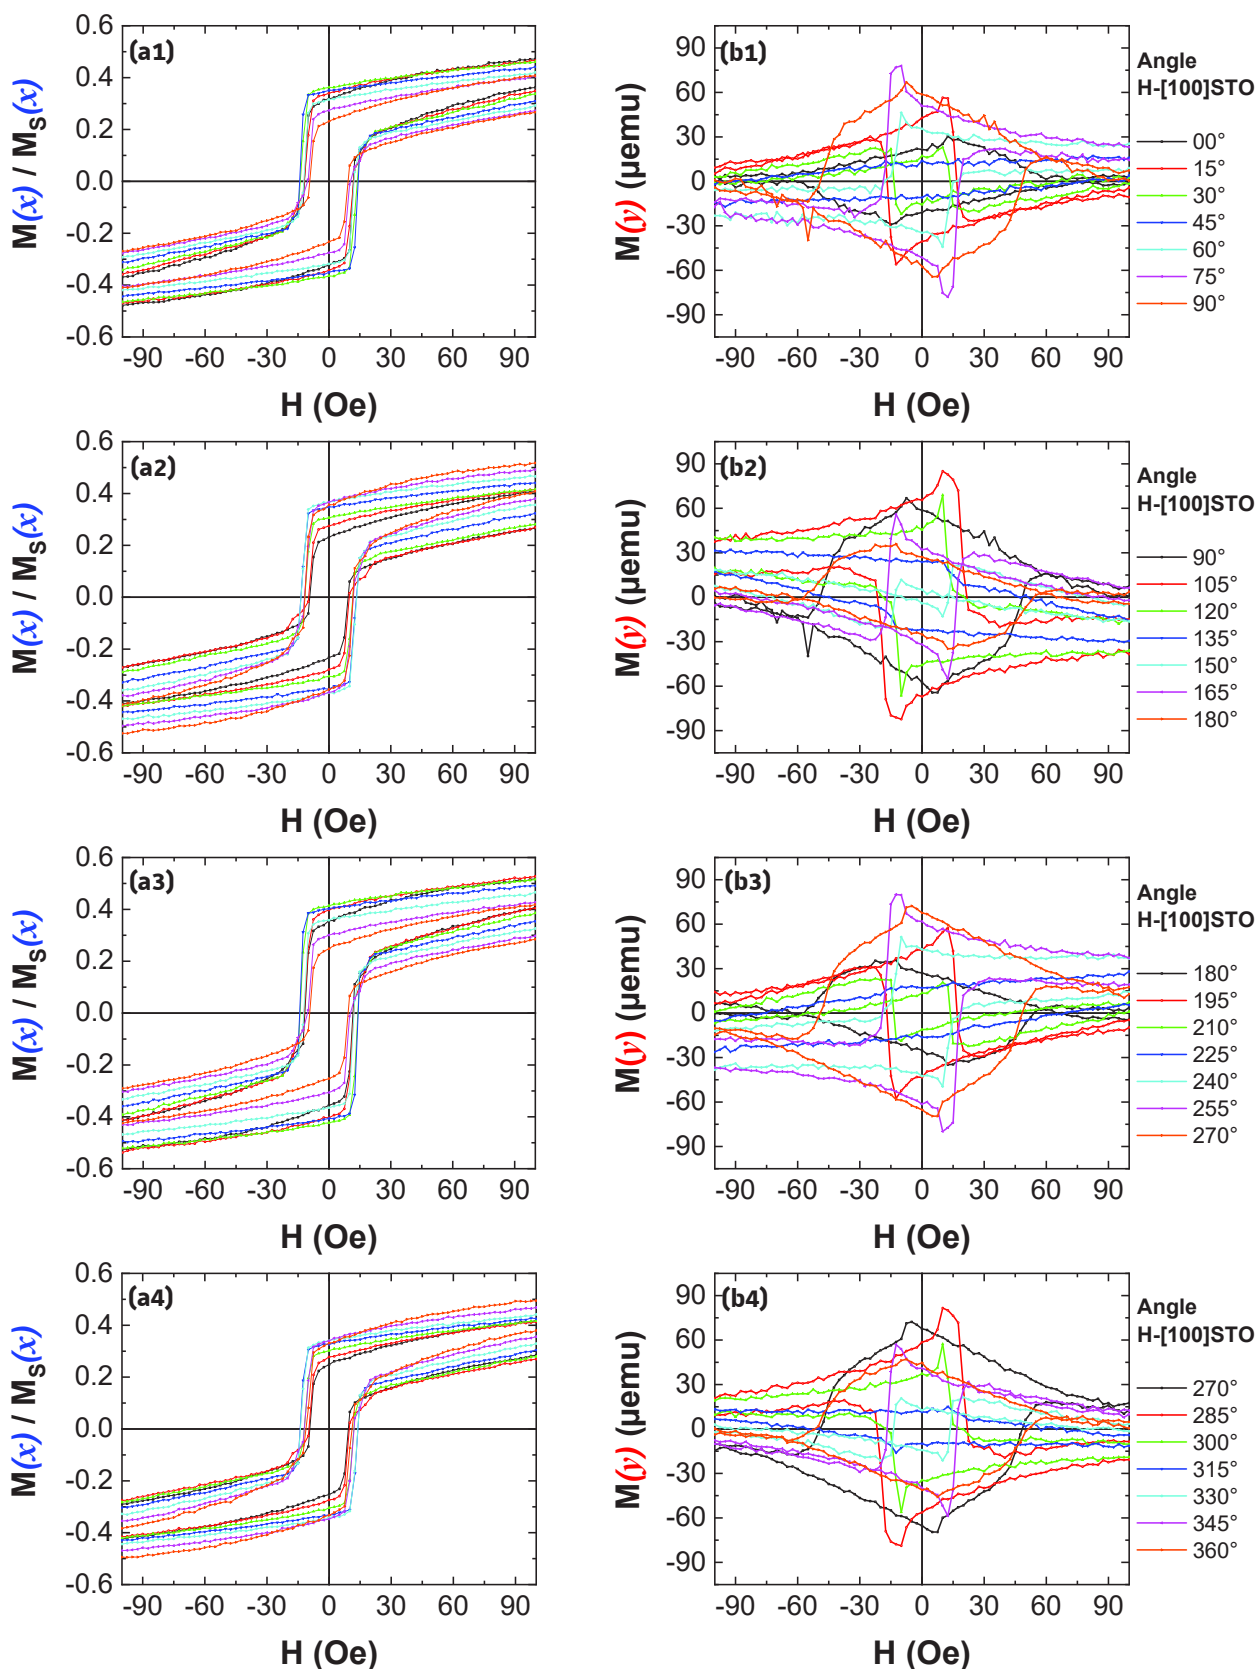 (a1)
M(x) / MS(x)
0.6
0.4
0.2
0.0
-0.2
-0.4
-0.6
-90 -60 -30 0 30 60 90
H (Oe)
(b1)
M(y) (μemu)
90
60
30
0
-30
-60
-90
-90 -60 -30 0 30 60 90
H (Oe)
Angle
H-[100]STO
00°
15°
30°
45°
60°
75°
90°
(a2)
M(x) / MS(x)
0.6
0.4
0.2
0.0
-0.2
-0.4
-0.6
-90 -60 -30 0 30 60 90
H (Oe)
(b2)
M(y) (μemu)
90
60
30
0
-30
-60
-90
-90 -60 -30 0 30 60 90
H (Oe)
Angle
H-[100]STO
90°
105°
120°
135°
150°
165°
180°
(a3)
M(x) / MS(x)
0.6
0.4
0.2
0.0
-0.2
-0.4
-0.6
-90 -60 -30 0 30 60 90
H (Oe)
(b3)
M(y) (μemu)
90
60
30
0
-30
-60
-90
-90 -60 -30 0 30 60 90
H (Oe)
Angle
H-[100]STO
180°
195°
210°
225°
240°
255°
270°
(a4)
M(x) / MS(x)
0.6
0.4
0.2
0.0
-0.2
-0.4
-0.6
-90 -60 -30 0 30 60 90
H (Oe)
(b4)
M(y) (μemu)
90
60
30
0
-30
-60
-90
-90 -60 -30 0 30 60 90
H (Oe)
Angle
H-[100]STO
270°
285°
300°
315°
330°
345°
360°